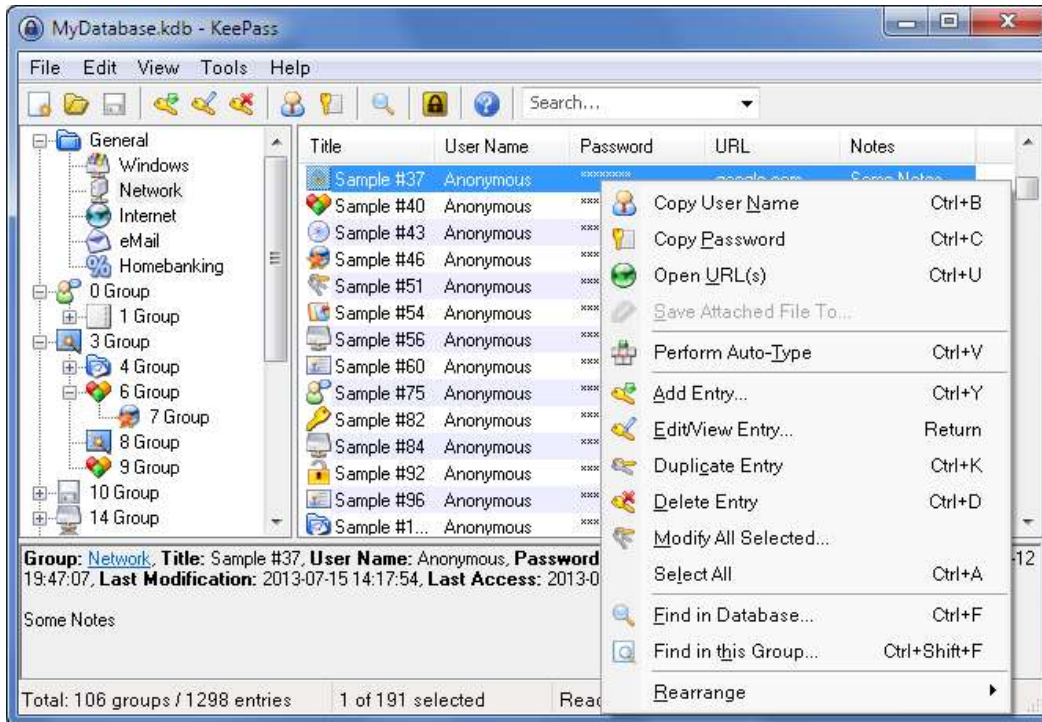 MyDatabase.kdb - KeePass
File Edit View Tools Help
Search...
General
Windows
Network
Internet
eMail
Homebanking
0 Group
1 Group
3 Group
4 Group
6 Group
7 Group
8 Group
9 Group
10 Group
14 Group
Title User Name Password URL Notes
Sample #37 Anonymous ******** google.com Some Notes
Sample #40 Anonymous ***
Sample #43 Anonymous ***
Sample #46 Anonymous ***
Sample #51 Anonymous ***
Sample #54 Anonymous ***
Sample #56 Anonymous ***
Sample #60 Anonymous ***
Sample #75 Anonymous ***
Sample #82 Anonymous ***
Sample #84 Anonymous ***
Sample #92 Anonymous ***
Sample #96 Anonymous ***
Sample #1... Anonymous ***
Copy User Name Ctrl+B
Copy Password Ctrl+C
Open URL(s) Ctrl+U
Save Attached File To...
Perform Auto-Type Ctrl+V
Add Entry... Ctrl+Y
Edit/View Entry... Return
Duplicate Entry Ctrl+K
Delete Entry Ctrl+D
Modify All Selected...
Select All Ctrl+A
Find in Database... Ctrl+F
Find in this Group... Ctrl+Shift+F
Rearrange
Group: Network, Title: Sample #37, User Name: Anonymous, Password -12
19:47:07, Last Modification: 2013-07-15 14:17:54, Last Access: 2013-0
Some Notes
Total: 106 groups / 1298 entries 1 of 191 selected